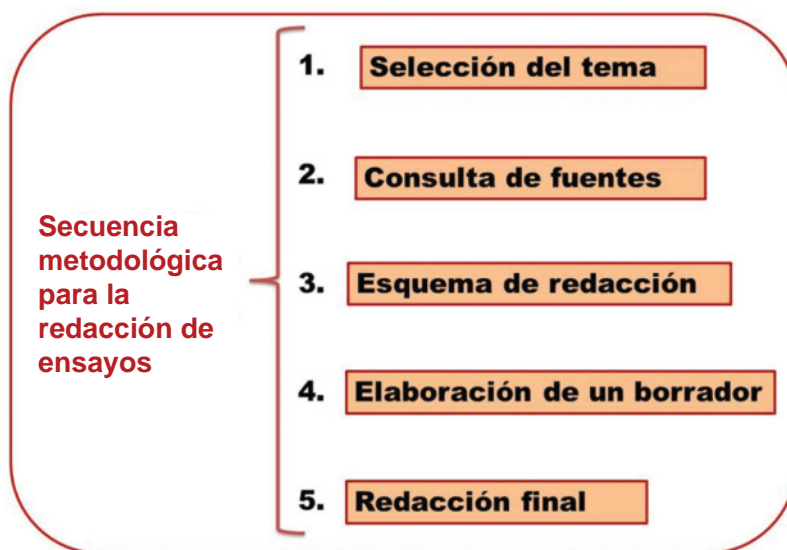 Secuencia
metodológica
para la
redacción de
ensayos
1. Selección del tema
2. Consulta de fuentes
3. Esquema de redacción
4. Elaboración de un borrador
5. Redacción final